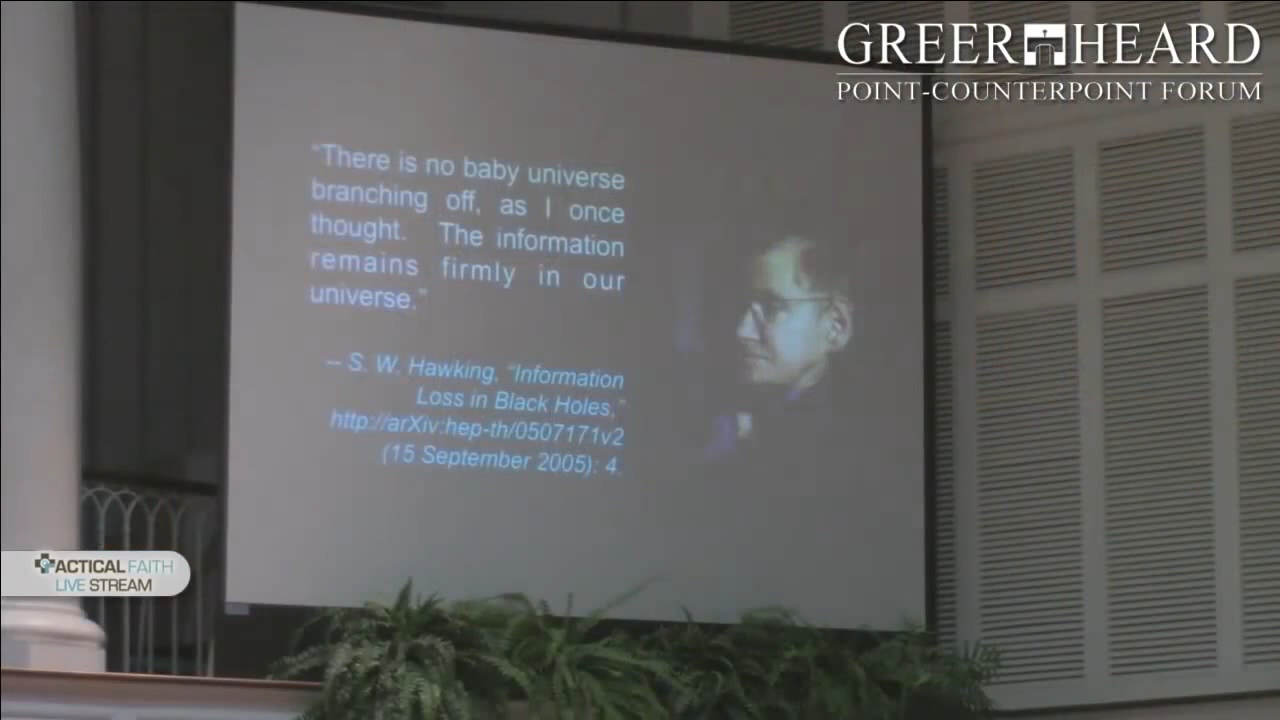 GREER HEARD
POINT-COUNTERPOINT FORUM
"There is no baby universe
branching off, as I once
thought. The information
remains firmly in our
universe."
-- S. W. Hawking, "Information
Loss in Black Holes,"
http://arXiv:hep-th/0507171v2
(15 September 2005): 4.
TACTICAL FAITH
LIVE STREAM